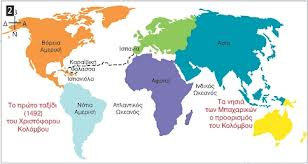 2
Β
Δ Α
Ν
Βόρεια
Αμερική
Ισπανία
Ασία
Καραϊβική
θάλασσα
Ισπανιόλα
Αφρική
Ινδικός
Ωκεανός
Το πρώτο ταξίδι
(1492)
του Χριστόφορου
Κολόμβου
Νότια
Αμερική
Ατλαντικός
Ωκεανός
Τα νησιά
των Μπαχαρικών
ο προορισμός
του Κολόμβου